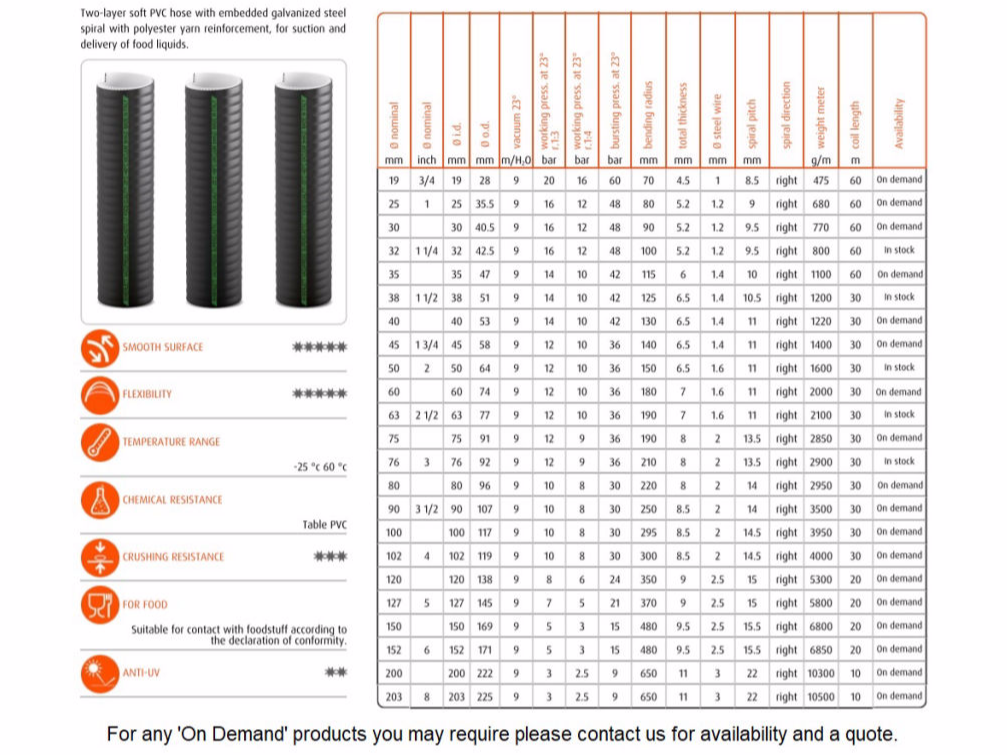 Two-layer soft PVC hose with embedded galvanized steel
spiral with polyester yarn reinforcement, for suction and
delivery of food liquids.
SMOOTH SURFACE ✱✱✱✱✱
FLEXIBILITY ✱✱✱✱✱
TEMPERATURE RANGE
-25 °c 60 °c
CHEMICAL RESISTANCE
Table PVC
CRUSHING RESISTANCE ✱✱✱
FOR FOOD
Suitable for contact with foodstuff according to
the declaration of conformity.
ANTI-UV ✱✱
Ø nominal
Ø nominal
Ø i.d.
Ø o.d.
vacuum 23°
working press. at 23°
r.1:3
working press. at 23°
r.1:4
bursting press. at 23°
bending radius
total thickness
Ø steel wire
spiral pitch
spiral direction
weight meter
coil length
Availability
mm inch mm mm m/H₂O bar bar bar mm mm mm mm g/m m
19 3/4 19 28 9 20 16 60 70 4.5 1 8.5 right 475 60 On demand
25 1 25 35.5 9 16 12 48 80 5.2 1.2 9 right 680 60 On demand
30 30 40.5 9 16 12 48 90 5.2 1.2 9.5 right 770 60 On demand
32 1 1/4 32 42.5 9 16 12 48 100 5.2 1.2 9.5 right 800 60 In stock
35 35 47 9 14 10 42 115 6 1.4 10 right 1100 60 On demand
38 1 1/2 38 51 9 14 10 42 125 6.5 1.4 10.5 right 1200 30 In stock
40 40 53 9 14 10 42 130 6.5 1.4 11 right 1220 30 On demand
45 1 3/4 45 58 9 12 10 36 140 6.5 1.4 11 right 1400 30 On demand
50 2 50 64 9 12 10 36 150 6.5 1.6 11 right 1600 30 In stock
60 60 74 9 12 10 36 180 7 1.6 11 right 2000 30 On demand
63 2 1/2 63 77 9 12 10 36 190 7 1.6 11 right 2100 30 In stock
75 75 91 9 12 9 36 190 8 2 13.5 right 2850 30 On demand
76 3 76 92 9 12 9 36 210 8 2 13.5 right 2900 30 In stock
80 80 96 9 10 8 30 220 8 2 14 right 2950 30 On demand
90 3 1/2 90 107 9 10 8 30 250 8.5 2 14 right 3500 30 On demand
100 100 117 9 10 8 30 295 8.5 2 14.5 right 3950 30 On demand
102 4 102 119 9 10 8 30 300 8.5 2 14.5 right 4000 30 On demand
120 120 138 9 8 6 24 350 9 2.5 15 right 5300 20 On demand
127 5 127 145 9 7 5 21 370 9 2.5 15 right 5800 20 On demand
150 150 169 9 5 3 15 480 9.5 2.5 15.5 right 6800 20 On demand
152 6 152 171 9 5 3 15 480 9.5 2.5 15.5 right 6850 20 On demand
200 200 222 9 3 2.5 9 650 11 3 22 right 10300 10 On demand
203 8 203 225 9 3 2.5 9 650 11 3 22 right 10500 10 On demand
For any 'On Demand' products you may require please contact us for availability and a quote.